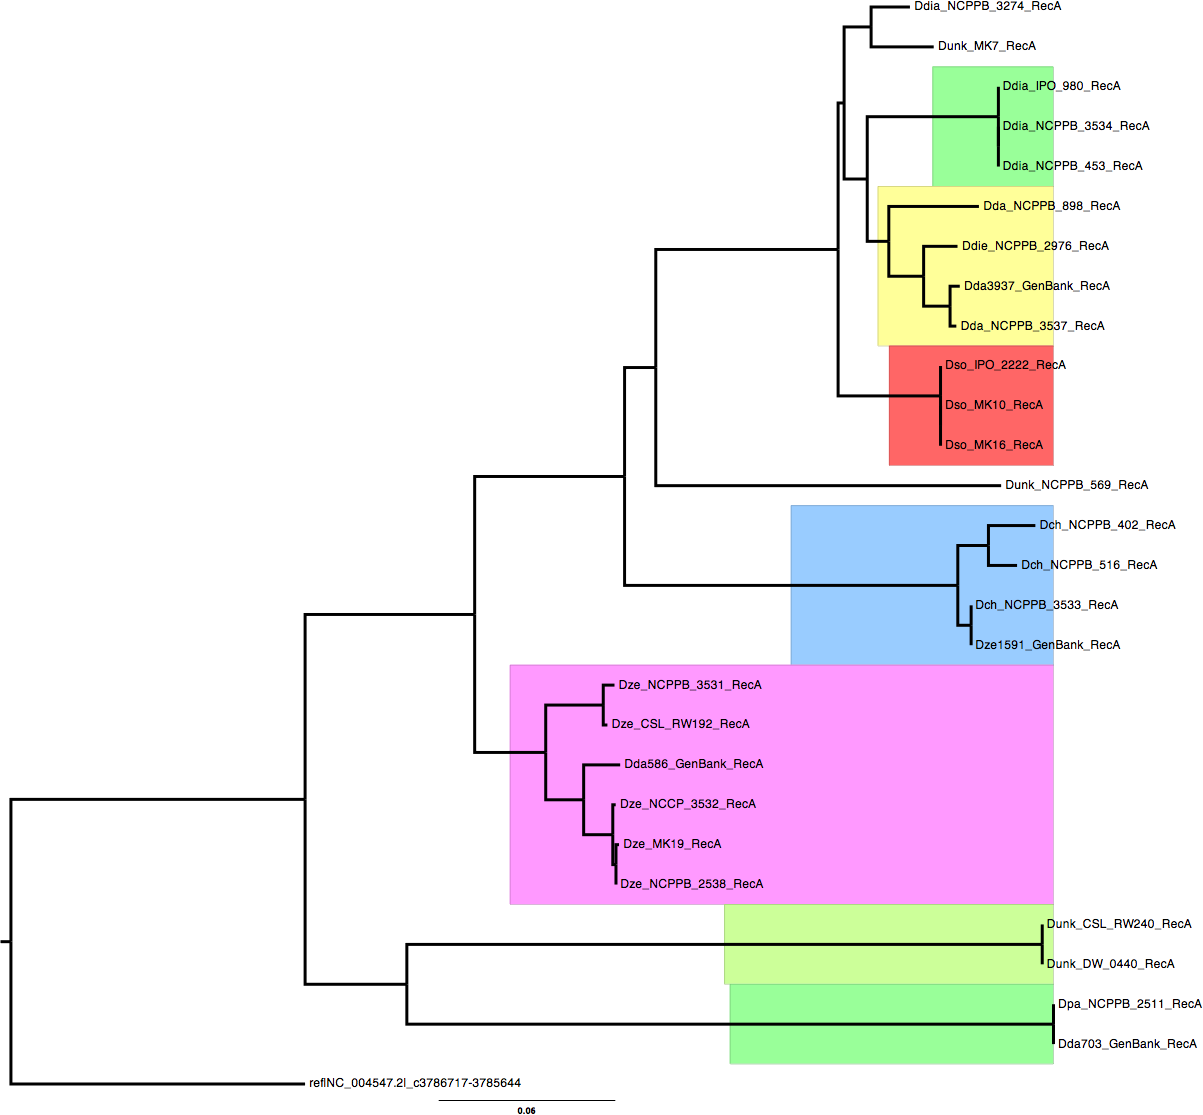 Ddia_NCPPB_3274_RecA
Dunk_MK7_RecA
Ddia_IPO_980_RecA
Ddia_NCPPB_3534_RecA
Ddia_NCPPB_453_RecA
Dda_NCPPB_898_RecA
Ddie_NCPPB_2976_RecA
Dda3937_GenBank_RecA
Dda_NCPPB_3537_RecA
Dso_IPO_2222_RecA
Dso_MK10_RecA
Dso_MK16_RecA
Dunk_NCPPB_569_RecA
Dch_NCPPB_402_RecA
Dch_NCPPB_516_RecA
Dch_NCPPB_3533_RecA
Dze1591_GenBank_RecA
Dze_NCPPB_3531_RecA
Dze_CSL_RW192_RecA
Dda586_GenBank_RecA
Dze_NCCP_3532_RecA
Dze_MK19_RecA
Dze_NCPPB_2538_RecA
Dunk_CSL_RW240_RecA
Dunk_DW_0440_RecA
Dpa_NCPPB_2511_RecA
Dda703_GenBank_RecA
ref|NC_004547.2|_c3786717-3785644
0.06